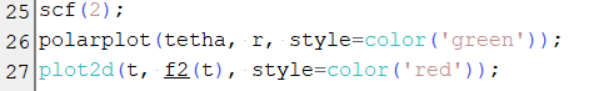 25 scf(2);
26 polarplot(tetha, r, style=color('green'));
27 plot2d(t, f2(t), style=color('red'));